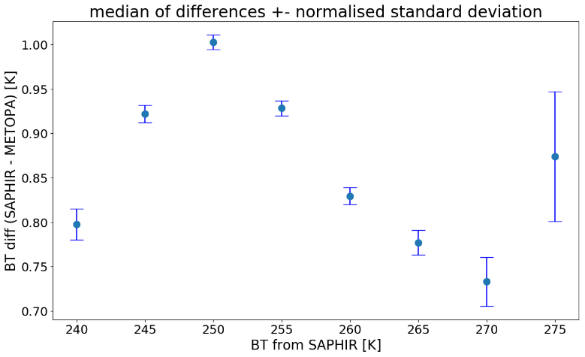 median of differences +- normalised standard deviation
BT diff (SAPHIR - METOPA) [K]
1.00
0.95
0.90
0.85
0.80
0.75
0.70
240 245 250 255 260 265 270 275
BT from SAPHIR [K]